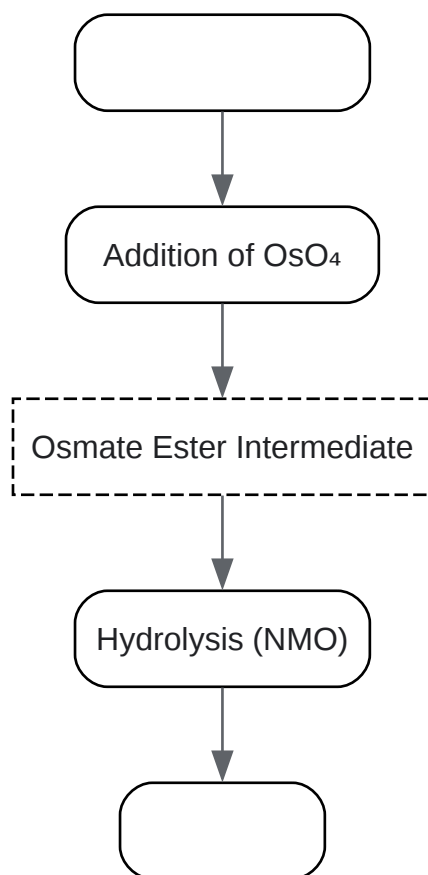 Addition of OsO₄
Osmate Ester Intermediate
Hydrolysis (NMO)